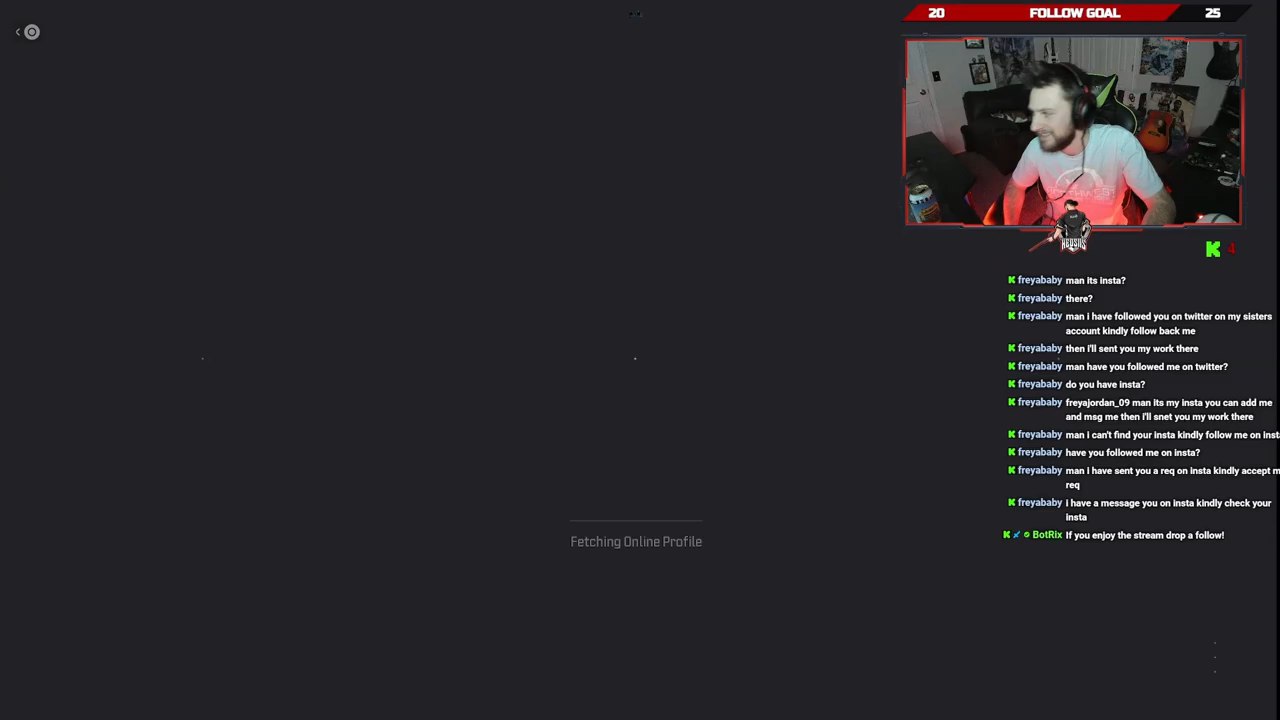 20 FOLLOW GOAL 25
K 4
freyababy man its insta?
freyababy there?
freyababy man i have followed you on twitter on my sisters
account kindly follow back me
freyababy then i'll sent you my work there
freyababy man have you followed me on twitter?
freyababy do you have insta?
freyababy freyajordan_09 man its my insta you can add me
and msg me then i'll snet you my work there
freyababy man i can't find your insta kindly follow me on inst
freyababy have you followed me on insta?
freyababy man i have sent you a req on insta kindly accept m
req
freyababy i have a message you on insta kindly check your
insta
BotRix If you enjoy the stream drop a follow!
Fetching Online Profile